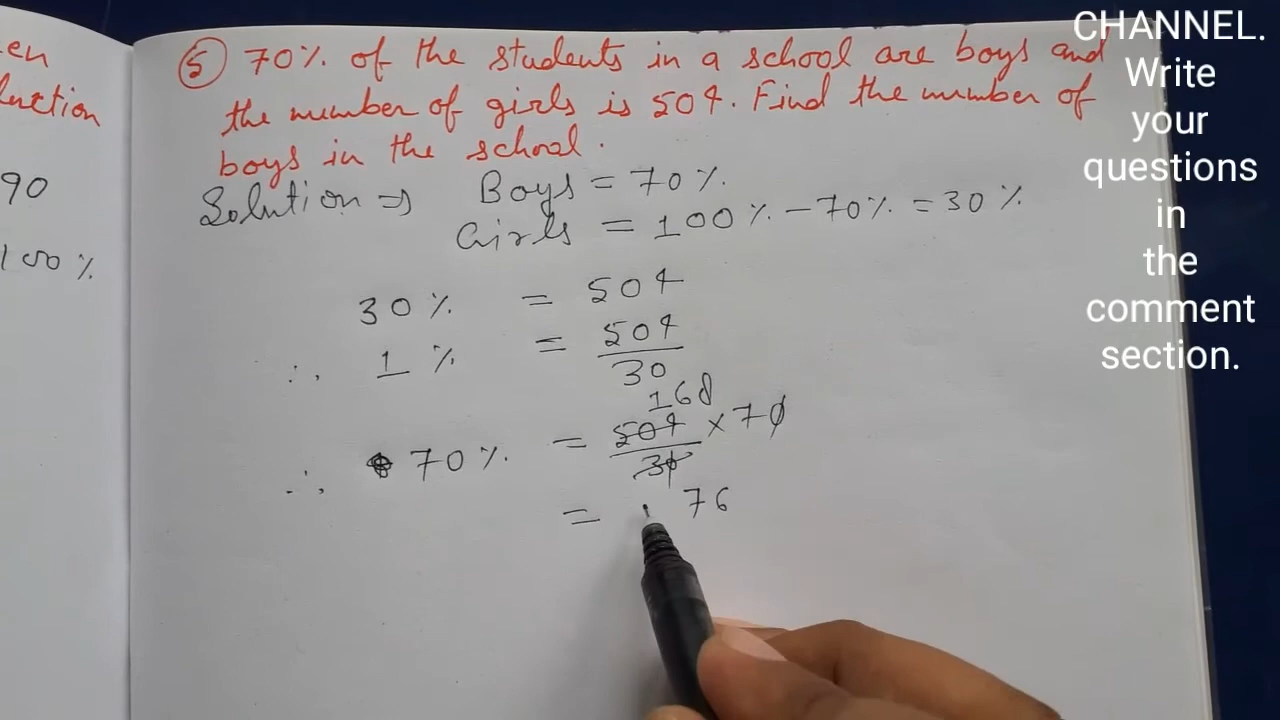 en
luction
90
100%
⑤ 70% of the students in a school are boys and
the number of girls is 504. Find the number of
boys in the school.
Solution ⇒ Boys = 70%.
Girls = 100% - 70% = 30%
30% = 504
∴ 1% = 504/30
168
∴ 70% = 504/30 × 70
= 76
CHANNEL.
Write
your
questions
in
the
comment
section.